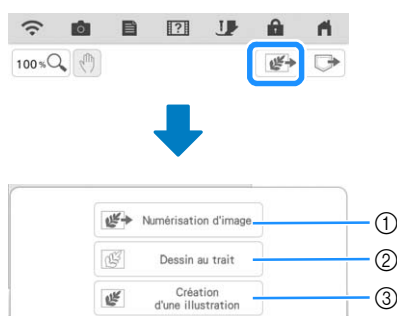 100 %
Numérisation d'image
①
Dessin au trait
②
Création
d'une illustration
③